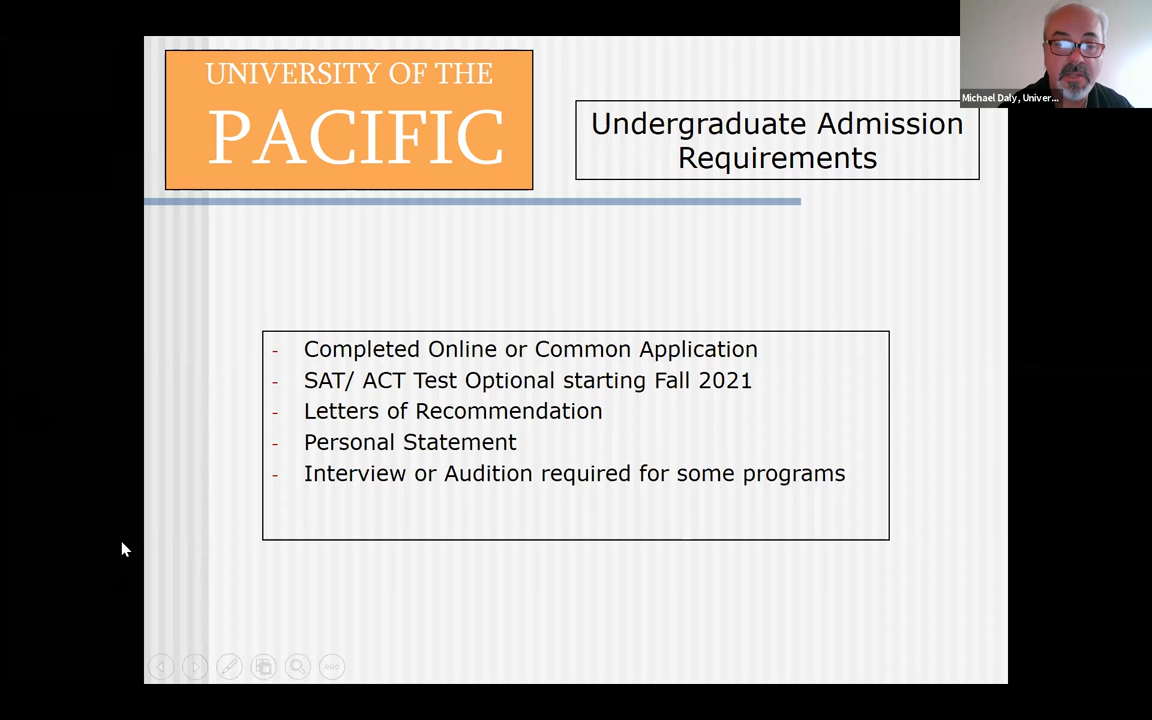 UNIVERSITY OF THE
PACIFIC
Michael Daly, Univer...
Undergraduate Admission
Requirements
- Completed Online or Common Application
- SAT/ ACT Test Optional starting Fall 2021
- Letters of Recommendation
- Personal Statement
- Interview or Audition required for some programs